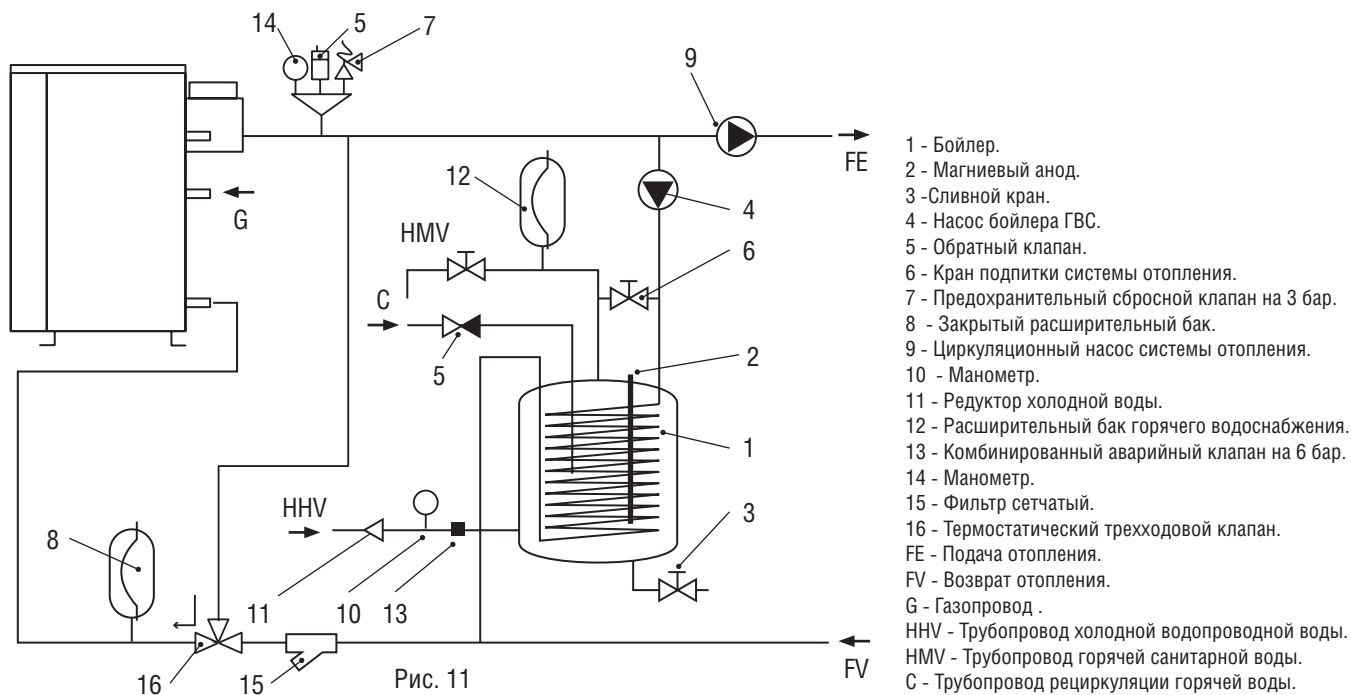 14
5
7
9
FE
12
4
G
HMV
6
C
5
2
1
HHV
8
3
11
10
13
16
15
Рис. 11
FV
1 - Бойлер.
2 - Магниевый анод.
3 -Сливной кран.
4 - Насос бойлера ГВС.
5 - Обратный клапан.
6 - Кран подпитки системы отопления.
7 - Предохранительный сбросной клапан на 3 бар.
8 - Закрытый расширительный бак.
9 - Циркуляционный насос системы отопления.
10 - Манометр.
11 - Редуктор холодной воды.
12 - Расширительный бак горячего водоснабжения.
13 - Комбинированный аварийный клапан на 6 бар.
14 - Манометр.
15 - Фильтр сетчатый.
16 - Термостатический трехходовой клапан.
FE - Подача отопления.
FV - Возврат отопления.
G - Газопровод .
HHV - Трубопровод холодной водопроводной воды.
HMV - Трубопровод горячей санитарной воды.
C - Трубопровод рециркуляции горячей воды.